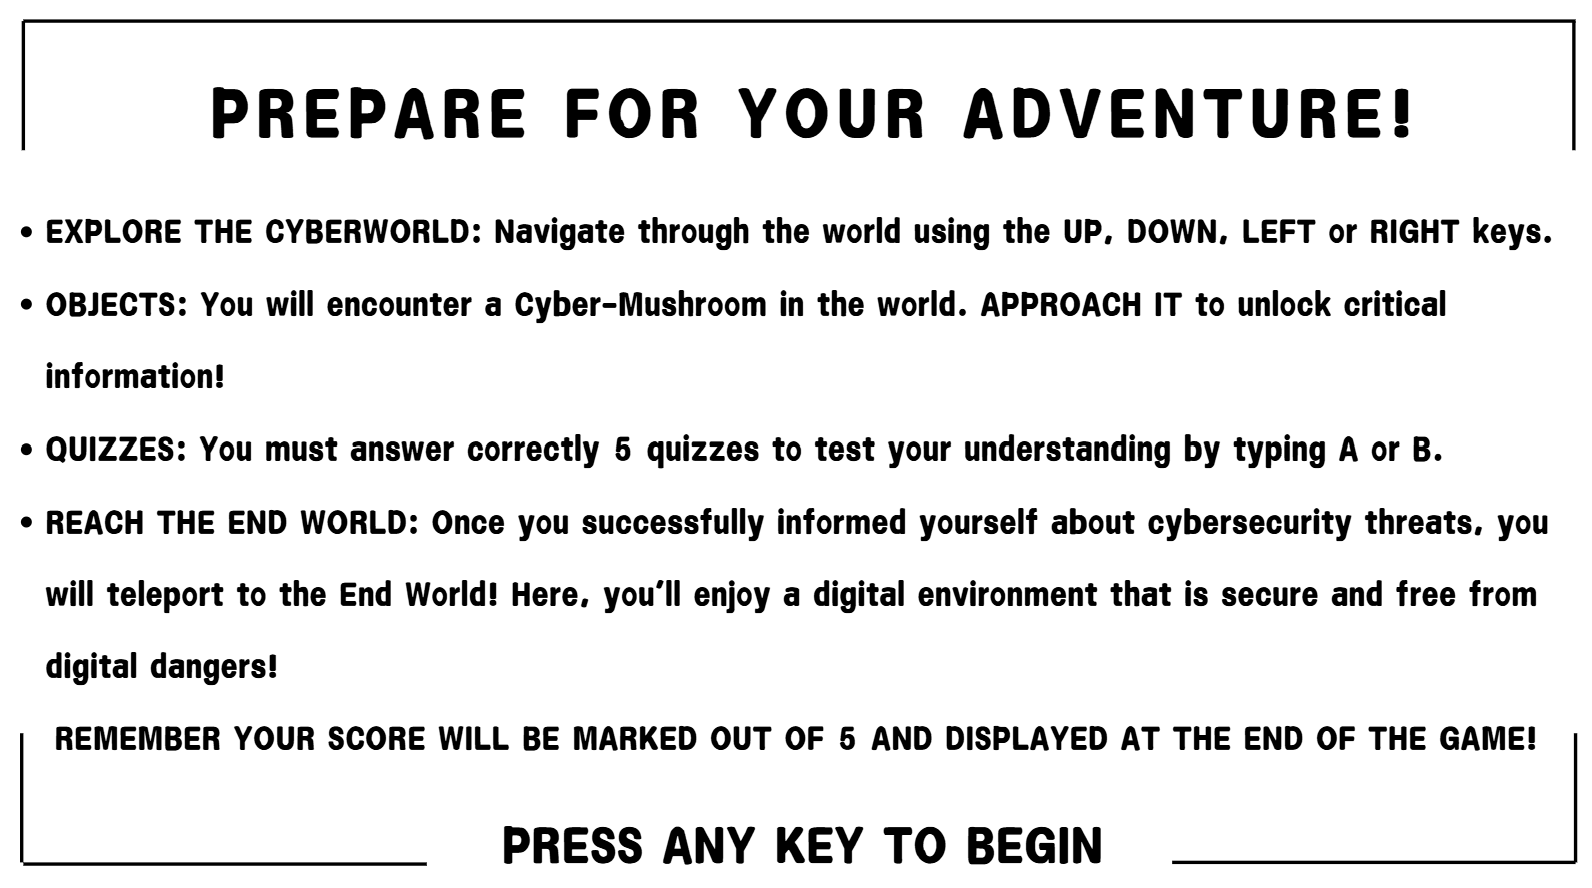 PREPARE FOR YOUR ADVENTURE!
• EXPLORE THE CYBERWORLD: Navigate through the world using the UP, DOWN, LEFT or RIGHT keys.
• OBJECTS: You will encounter a Cyber-Mushroom in the world. APPROACH IT to unlock critical
information!
• QUIZZES: You must answer correctly 5 quizzes to test your understanding by typing A or B.
• REACH THE END WORLD: Once you successfully informed yourself about cybersecurity threats, you
will teleport to the End World! Here, you'll enjoy a digital environment that is secure and free from
digital dangers!
REMEMBER YOUR SCORE WILL BE MARKED OUT OF 5 AND DISPLAYED AT THE END OF THE GAME!
PRESS ANY KEY TO BEGIN